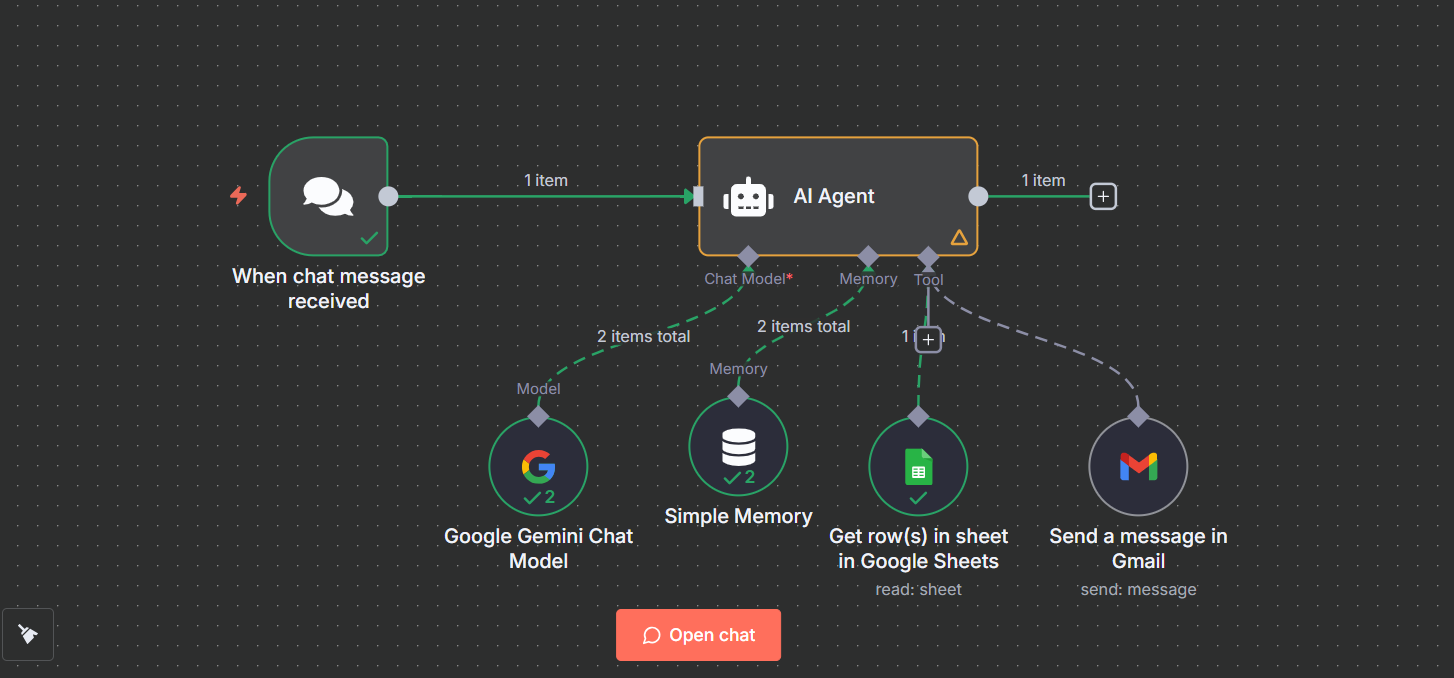 1 item
1 item
AI Agent
When chat message
received
Chat Model*
Memory
Tool
2 items total
2 items total
1
Memory
Model
2
2
Google Gemini Chat
Model
Simple Memory
Get row(s) in sheet
in Google Sheets
read: sheet
Send a message in
Gmail
send: message
Open chat